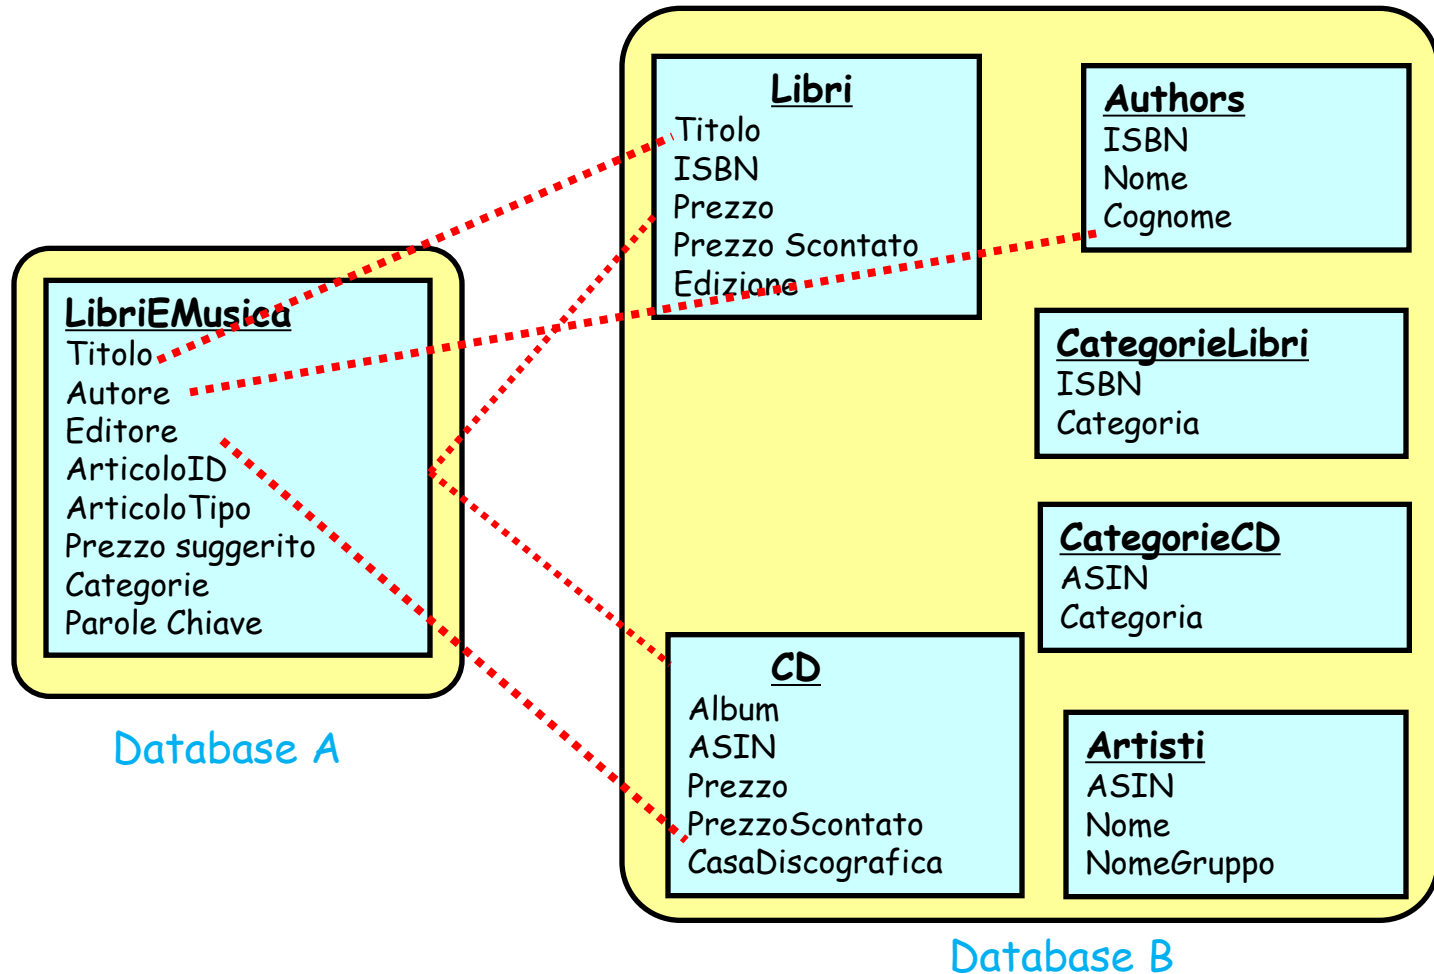 LibriEMusica
Titolo
Autore
Editore
ArticoloID
ArticoloTipo
Prezzo suggerito
Categorie
Parole Chiave
Database A
Libri
Titolo
ISBN
Prezzo
Prezzo Scontato
Edizione
Authors
ISBN
Nome
Cognome
CategorieLibri
ISBN
Categoria
CategorieCD
ASIN
Categoria
CD
Album
ASIN
Prezzo
PrezzoScontato
CasaDiscografica
Artisti
ASIN
Nome
NomeGruppo
Database B